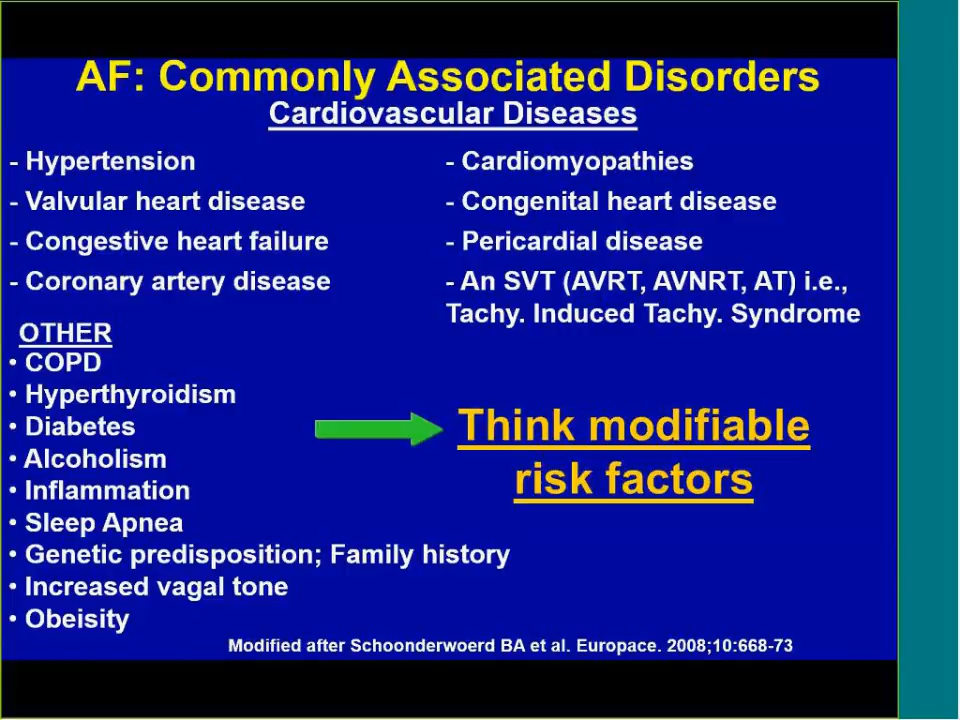 AF: Commonly Associated Disorders
Cardiovascular Diseases
- Hypertension
- Valvular heart disease
- Congestive heart failure
- Coronary artery disease
- Cardiomyopathies
- Congenital heart disease
- Pericardial disease
- An SVT (AVRT, AVNRT, AT) i.e.,
Tachy. Induced Tachy. Syndrome
OTHER
• COPD
• Hyperthyroidism
• Diabetes
• Alcoholism
• Inflammation
• Sleep Apnea
• Genetic predisposition; Family history
• Increased vagal tone
• Obeisity
Think modifiable
risk factors
Modified after Schoonderwoerd BA et al. Europace. 2008;10:668-73